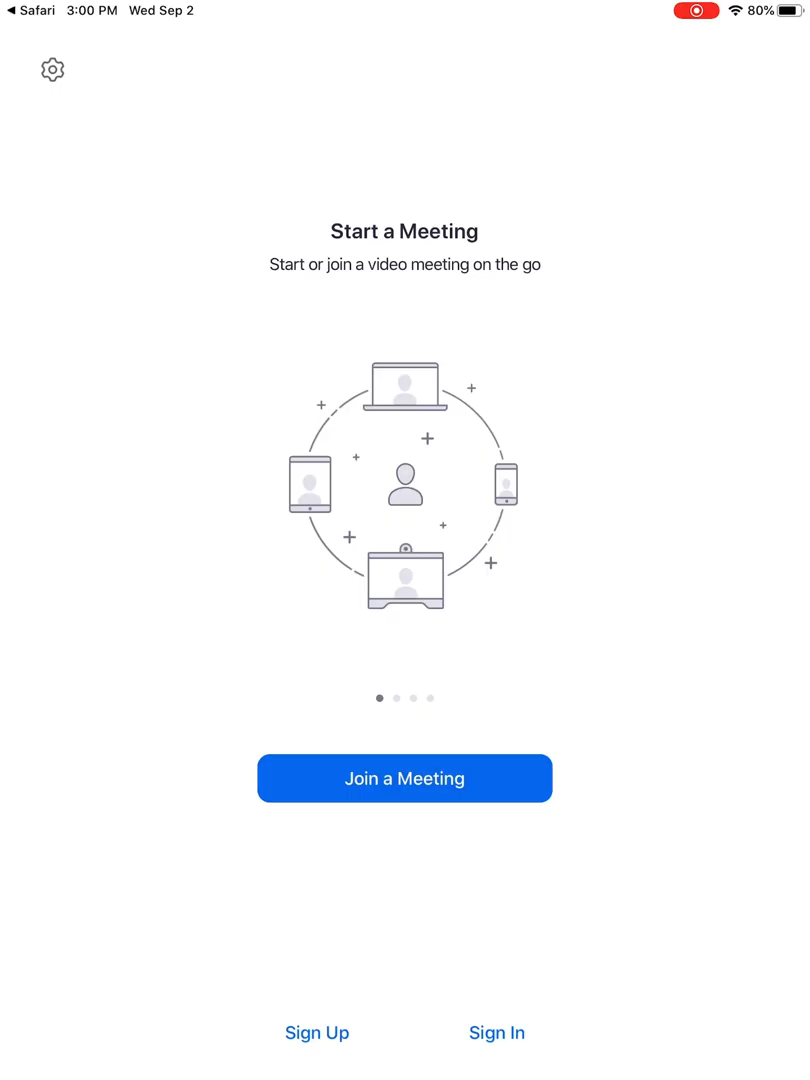 ◀ Safari 3:00 PM Wed Sep 2 80%
Start a Meeting
Start or join a video meeting on the go
Join a Meeting
Sign Up Sign In